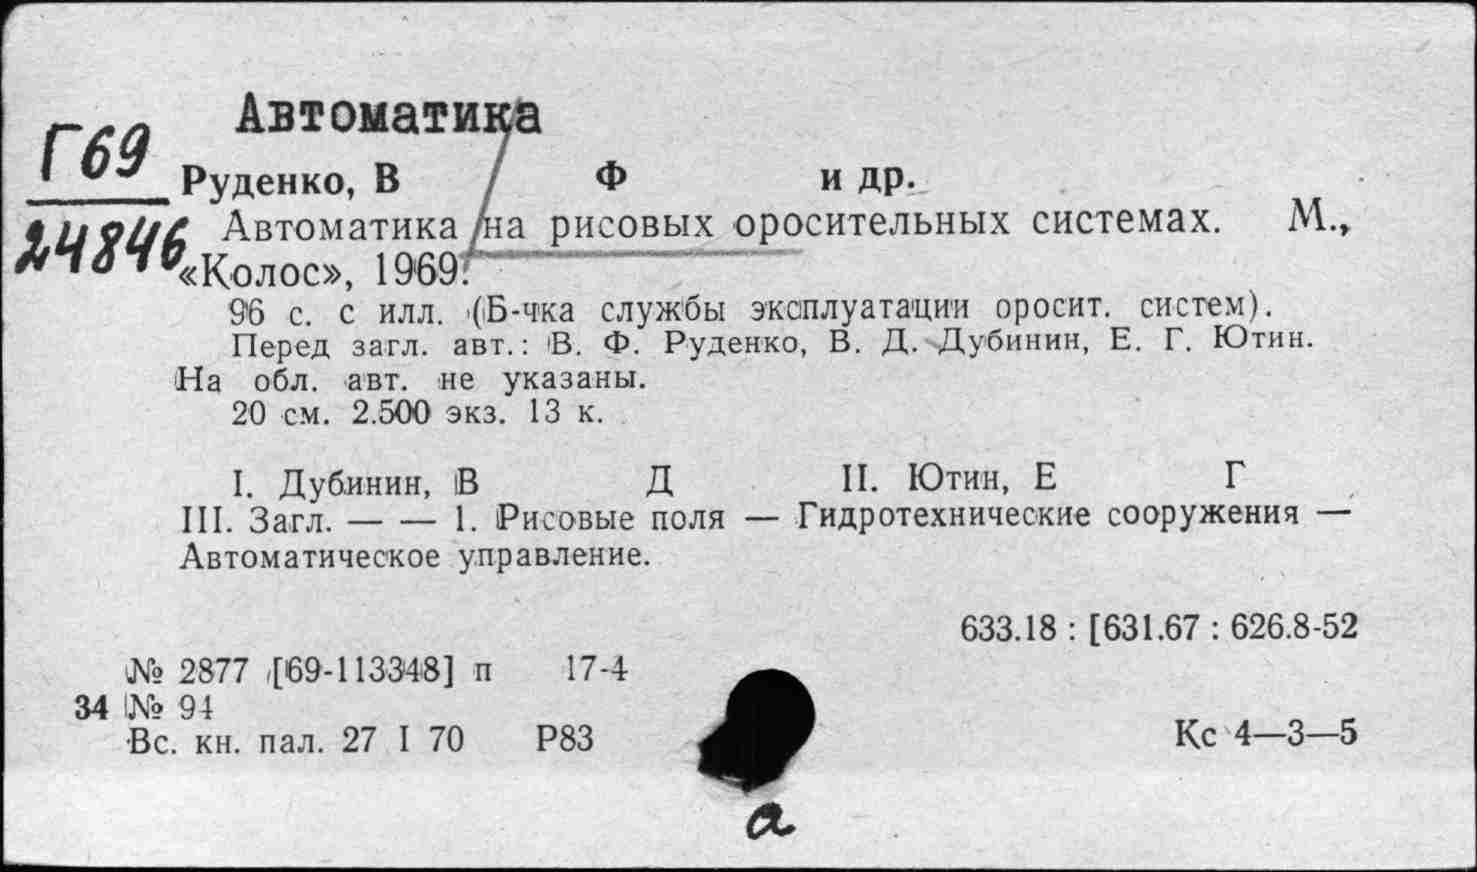 Автоматика
Г69
24846
Руденко, В Ф и др.
Автоматика на рисовых оросительных системах. М.,
«Колос», 1969.
96 с. с илл. (Б-чка службы эксплуатации оросит. систем).
Перед загл. авт.: В. Ф. Руденко, В. Д. Дубинин, Е. Г. Ютин.
На обл. авт. не указаны.
20 см. 2.500 экз. 13 к.
I. Дубинин, В Д II. Ютин, Е Г
III. Загл. — — 1. Рисовые поля — Гидротехнические сооружения —
Автоматическое управление.
633.18 : [631.67 : 626.8-52
№ 2877 [69-113348] п 17-4
34 № 94
Вс. кн. пал. 27 I 70 Р83
Кс 4—3—5
а